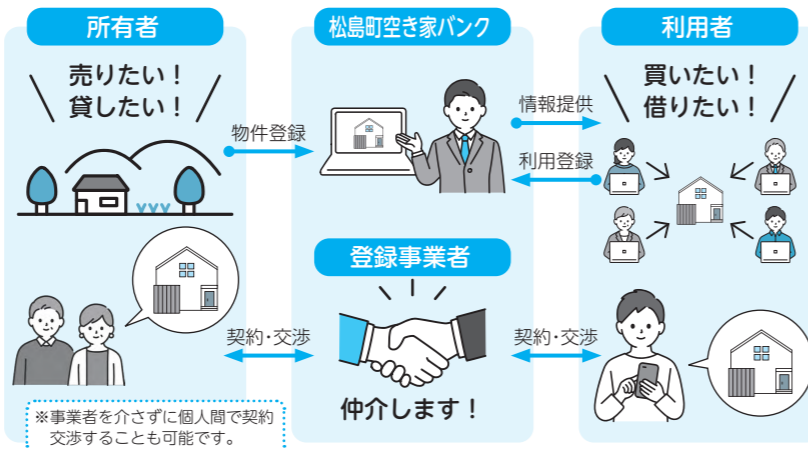 所有者
売りたい！
貸したい！
物件登録
松島町空き家バンク
情報提供
利用登録
利用者
買いたい！
借りたい！
登録事業者
契約・交渉
仲介します！
契約・交渉
※事業者を介さずに個人間で契約
交渉することも可能です。